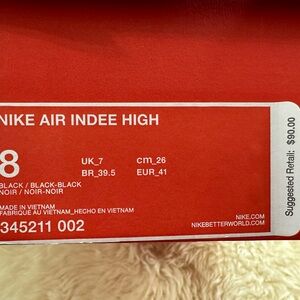 NIKE AIR INDEE HIGH
8
UK_7 cm_26
BR_39.5 EUR_41
BLACK / BLACK-BLACK
NOIR / NOIR-NOIR
MADE IN VIETNAM
FABRIQUE AU VIETNAM_HECHO EN VIETNAM
345211 002
NIKE.COM
NIKEBETTERWORLD.COM
Suggested Retail: $90.00